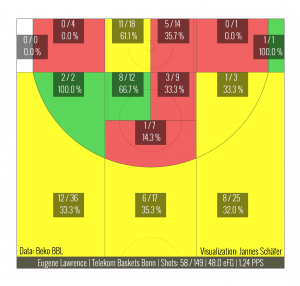 0 / 4
11 / 18
5 / 14
0 / 1
0 / 0
0.0 %
61.1 %
35.7 %
0.0 %
1 / 1
0.0 %
100.0 %
2 / 2
8 / 12
3 / 9
1 / 3
100.0 %
66.7 %
33.3 %
33.3 %
1 / 7
14.3 %
12 / 36
6 / 17
8 / 25
33.3 %
35.3 %
32.0 %
Data: Beko BBL
Visualization: Jannes Schäfer
Eugene Lawrence | Telekom Baskets Bonn | Shots: 58 / 149 | 48.0 eFG | 1.24 PPS